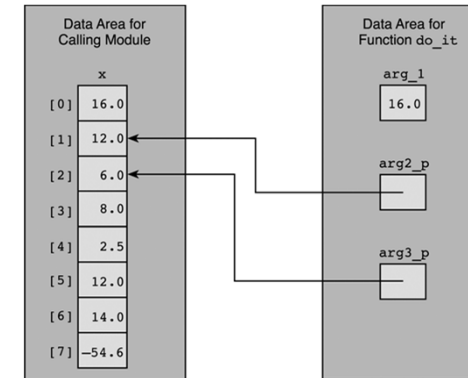 Data Area for
Calling Module
x
[0] 16.0
[1] 12.0
[2] 6.0
[3] 8.0
[4] 2.5
[5] 12.0
[6] 14.0
[7] -54.6
Data Area for
Function do_it
arg_1
16.0
arg2_p
arg3_p